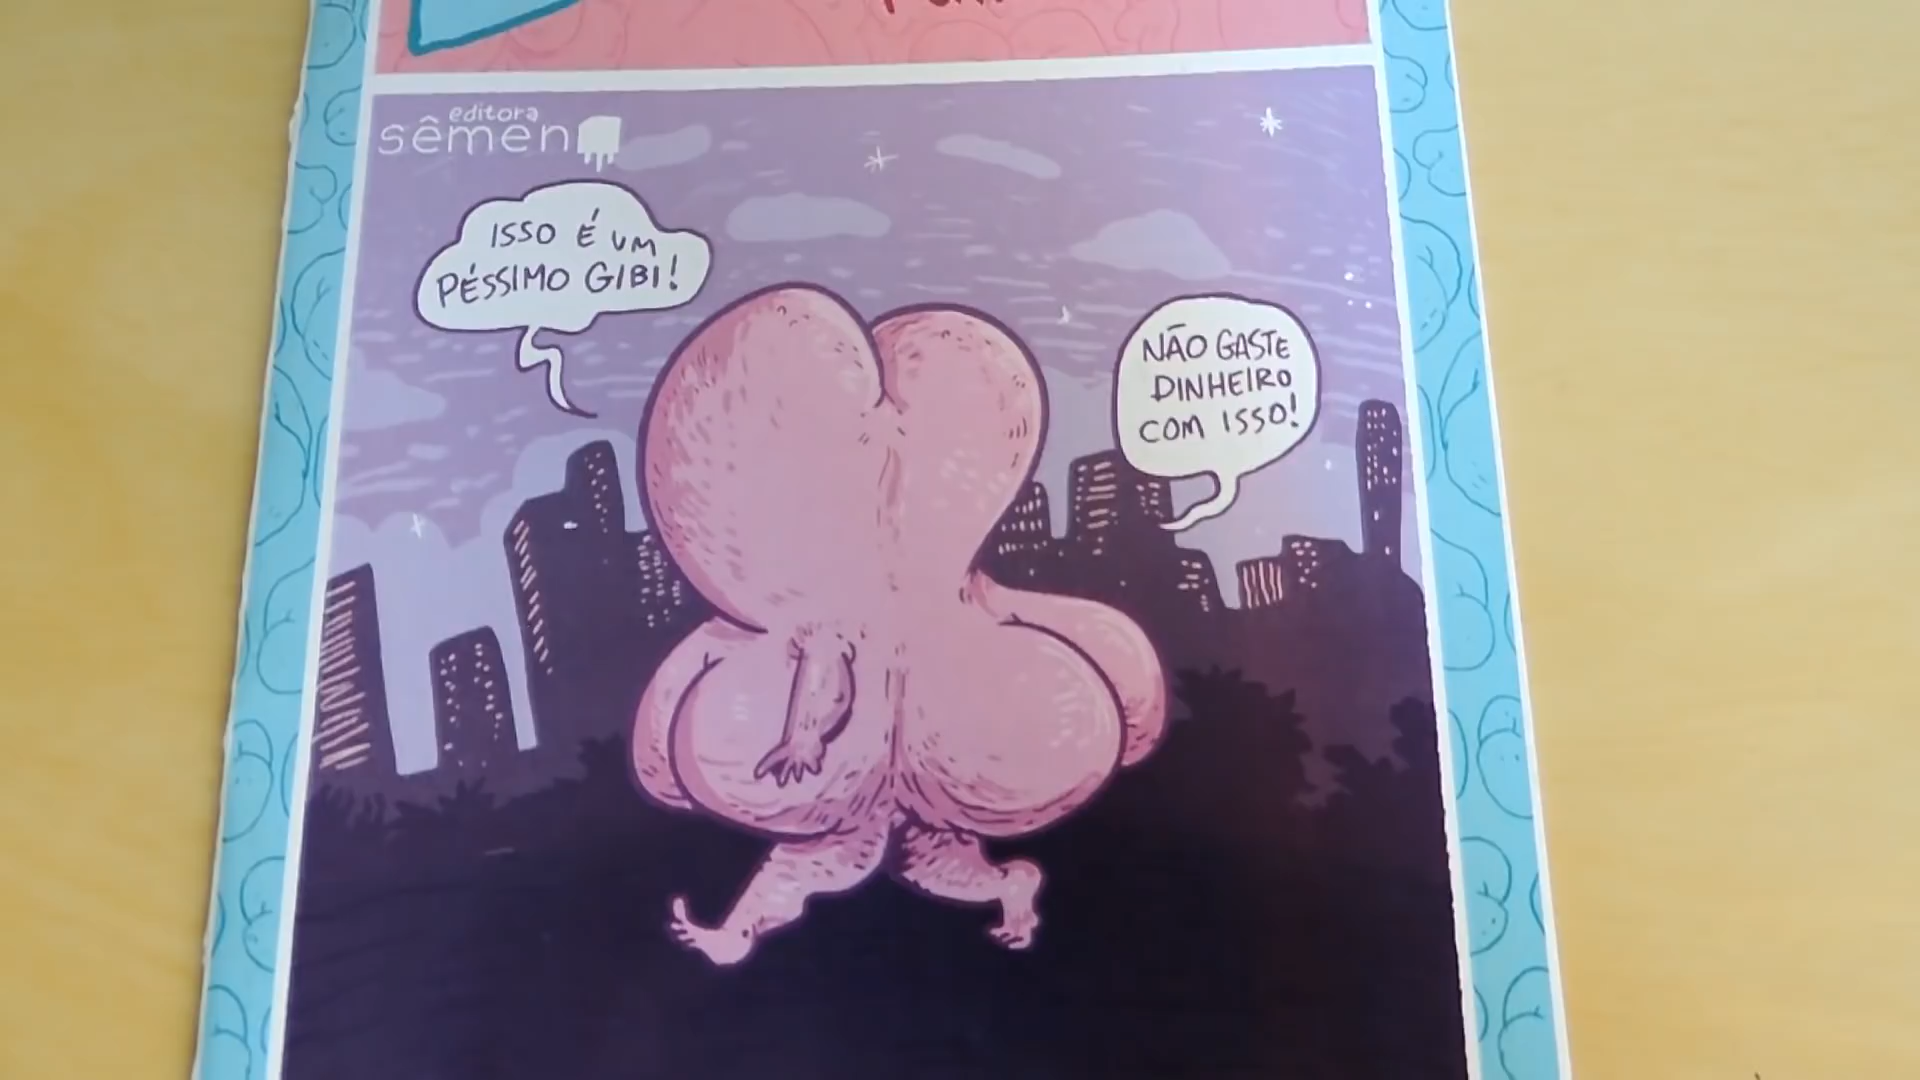 editora
sêmen
ISSO É UM
PÉSSIMO GIBI!
NÃO GASTE
DINHEIRO
COM ISSO!